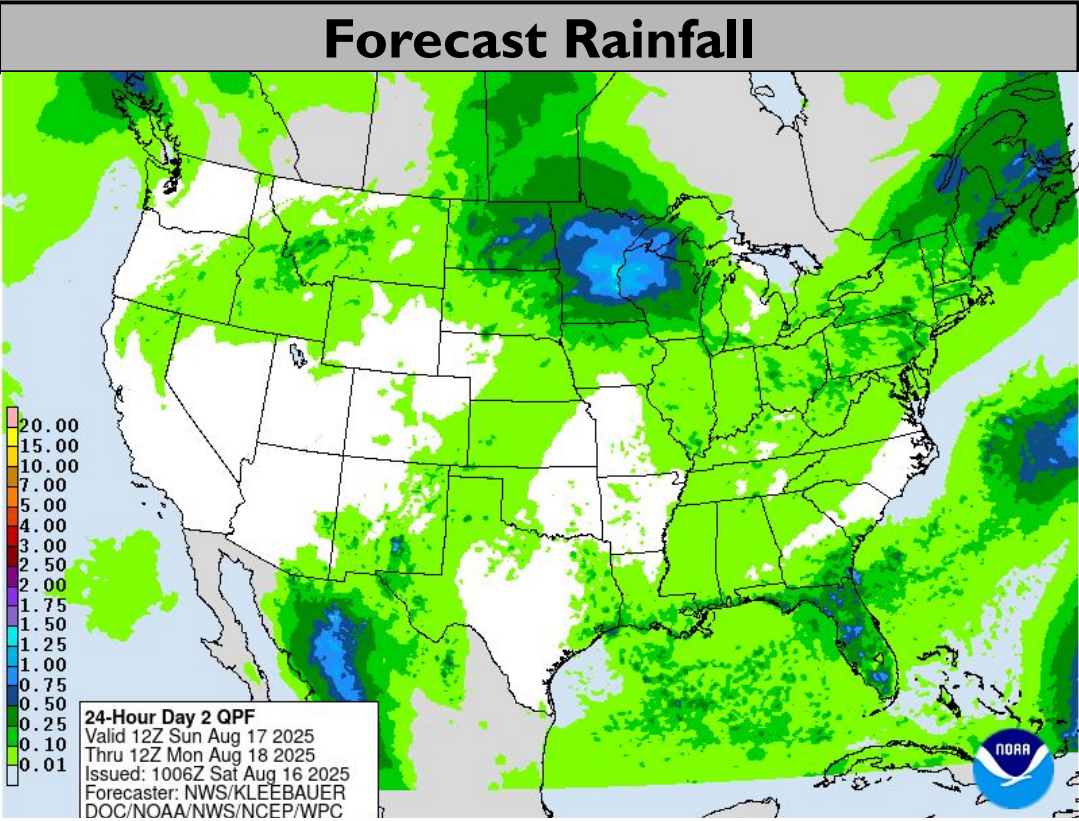 Forecast Rainfall
20.00
15.00
10.00
7.00
5.00
4.00
3.00
2.50
2.00
1.75
1.50
1.25
1.00
0.75
0.50
0.25
0.10
0.01
24-Hour Day 2 QPF
Valid 12Z Sun Aug 17 2025
Thru 12Z Mon Aug 18 2025
Issued: 1006Z Sat Aug 16 2025
Forecaster: NWS/KLEEBAUER
DOC/NOAA/NWS/NCEP/WPC
NOAA